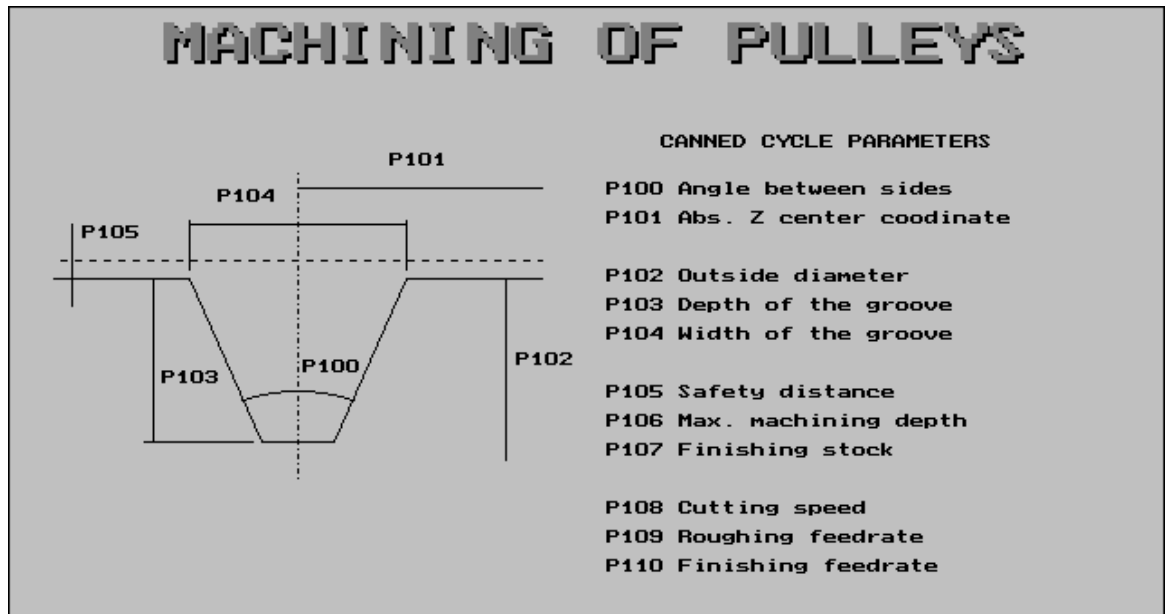 MACHINING OF PULLEYS
P101
P104
P105
P100
P103
P102
CANNED CYCLE PARAMETERS
P100 Angle between sides
P101 Abs. Z center coodinate
P102 Outside diameter
P103 Depth of the groove
P104 Width of the groove
P105 Safety distance
P106 Max. machining depth
P107 Finishing stock
P108 Cutting speed
P109 Roughing feedrate
P110 Finishing feedrate